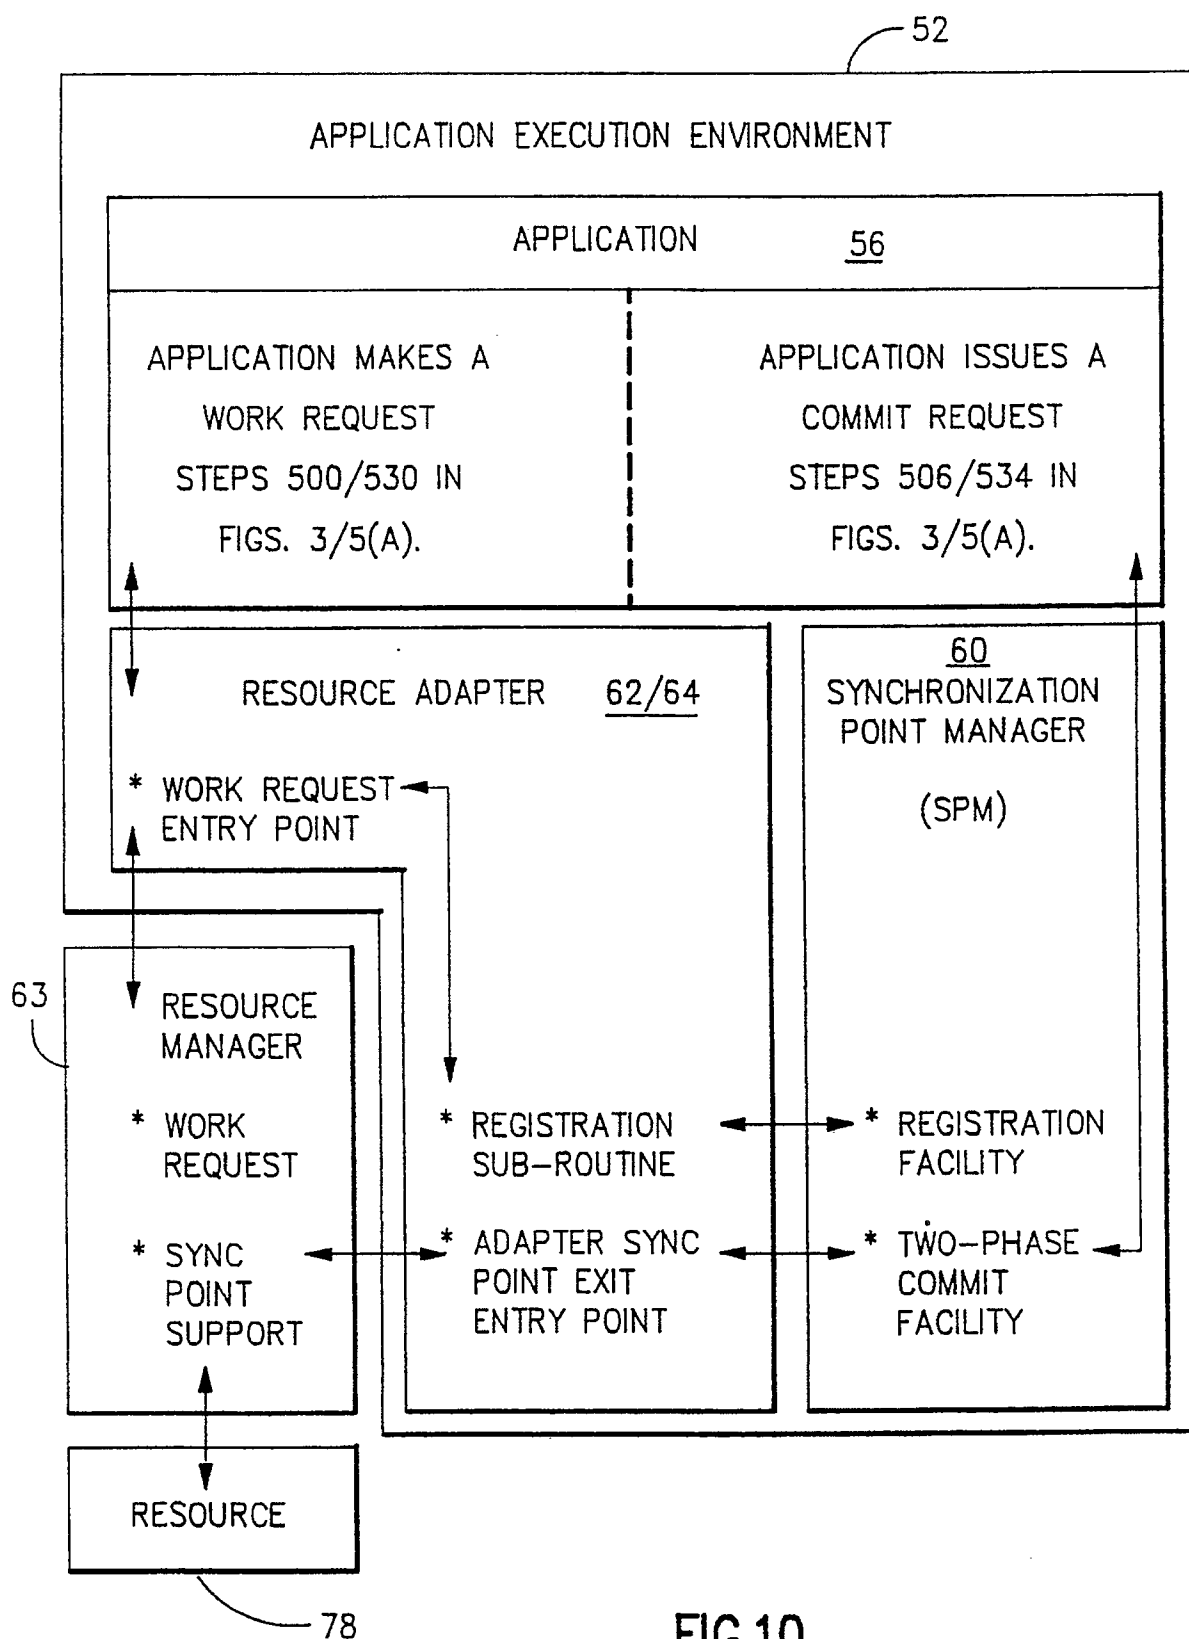 52
APPLICATION EXECUTION ENVIRONMENT
APPLICATION 56
APPLICATION MAKES A
WORK REQUEST
STEPS 500/530 IN
FIGS. 3/5(A).
APPLICATION ISSUES A
COMMIT REQUEST
STEPS 506/534 IN
FIGS. 3/5(A).
RESOURCE ADAPTER 62/64
* WORK REQUEST
ENTRY POINT
60
SYNCHRONIZATION
POINT MANAGER
(SPM)
63
RESOURCE
MANAGER
* WORK
REQUEST
* SYNC
POINT
SUPPORT
* REGISTRATION
SUB-ROUTINE
* ADAPTER SYNC
POINT EXIT
ENTRY POINT
* REGISTRATION
FACILITY
* TWO-PHASE
COMMIT
FACILITY
RESOURCE
78
FIG.10